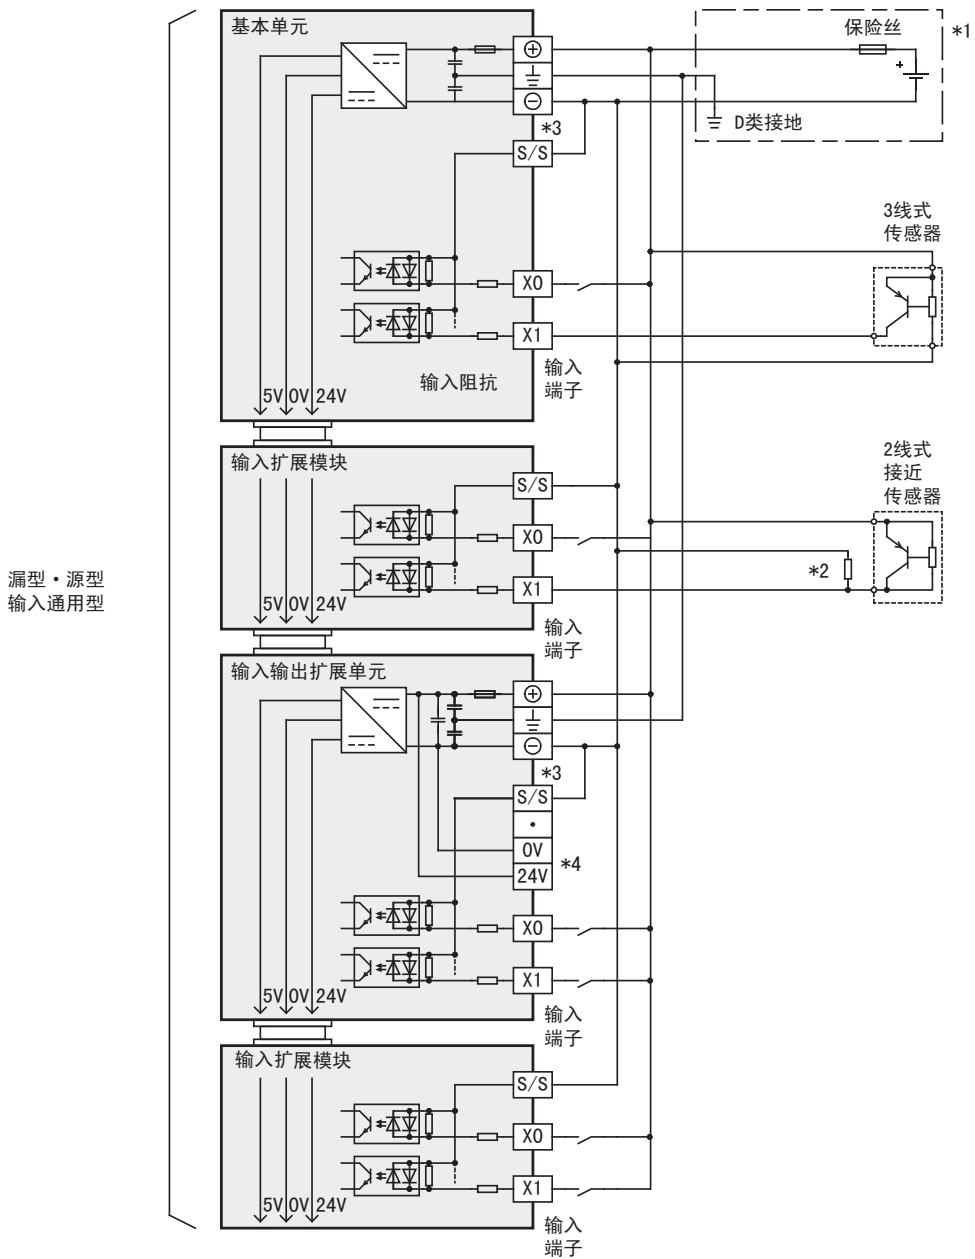 基本单元
保险丝
*1
+
D类接地
*3
S/S
3线式
传感器
X0
X1
输入阻抗
输入
端子
5V 0V 24V
输入扩展模块
2线式
接近
传感器
S/S
X0
*2
X1
漏型・源型
输入通用型
5V 0V 24V
输入
端子
输入输出扩展单元
*3
S/S
•
0V
*4
24V
X0
X1
5V 0V 24V
输入
端子
输入扩展模块
S/S
X0
X1
5V 0V 24V
输入
端子